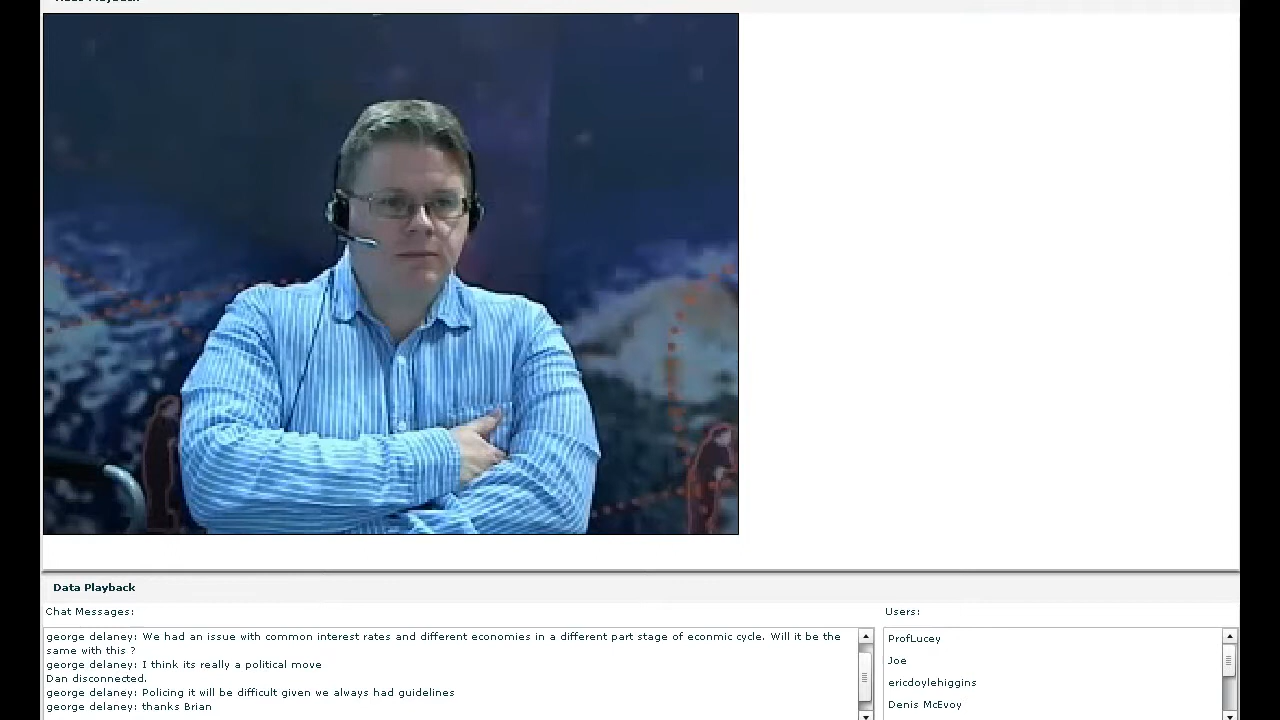 Data Playback
Chat Messages:
Users:
george delaney: We had an issue with common interest rates and different economies in a different part stage of econmic cycle. Will it be the
same with this ?
george delaney: I think its really a political move
Dan disconnected.
george delaney: Policing it will be difficult given we always had guidelines
george delaney: thanks Brian
ProfLucey
Joe
ericdoylehiggins
Denis McEvoy